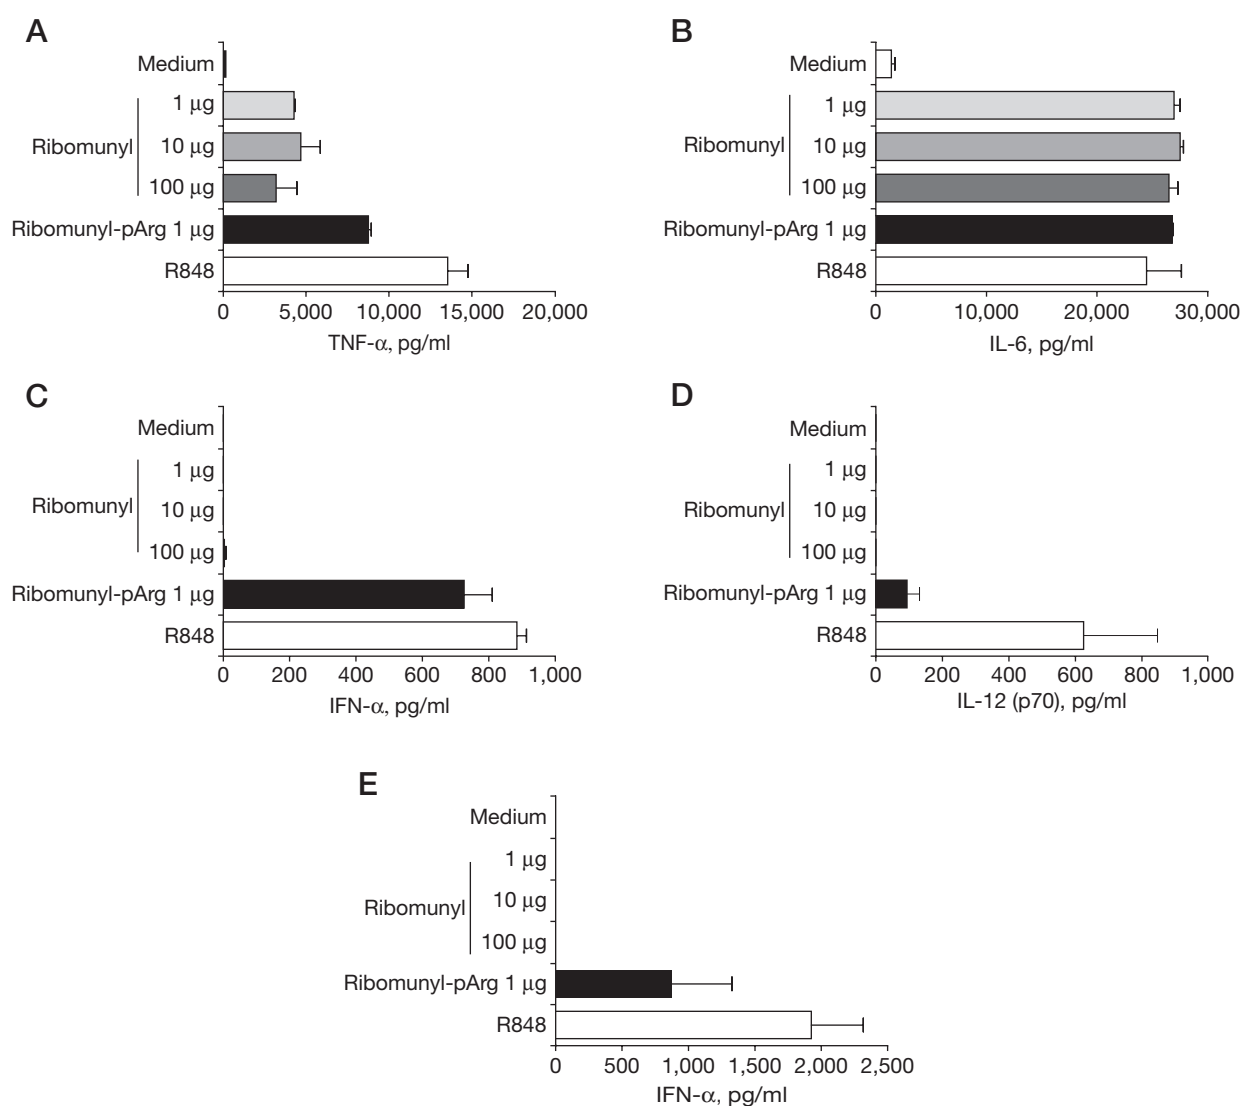 A
Medium
1 μg
Ribomunyl
10 μg
100 μg
Ribomunyl-pArg 1 μg
R848
0 5,000 10,000 15,000 20,000
TNF-α, pg/ml
B
Medium
1 μg
Ribomunyl
10 μg
100 μg
Ribomunyl-pArg 1 μg
R848
0 10,000 20,000 30,000
IL-6, pg/ml
C
Medium
1 μg
Ribomunyl
10 μg
100 μg
Ribomunyl-pArg 1 μg
R848
0 200 400 600 800 1,000
IFN-α, pg/ml
D
Medium
1 μg
Ribomunyl
10 μg
100 μg
Ribomunyl-pArg 1 μg
R848
0 200 400 600 800 1,000
IL-12 (p70), pg/ml
E
Medium
1 μg
Ribomunyl
10 μg
100 μg
Ribomunyl-pArg 1 μg
R848
0 500 1,000 1,500 2,000 2,500
IFN-α, pg/ml